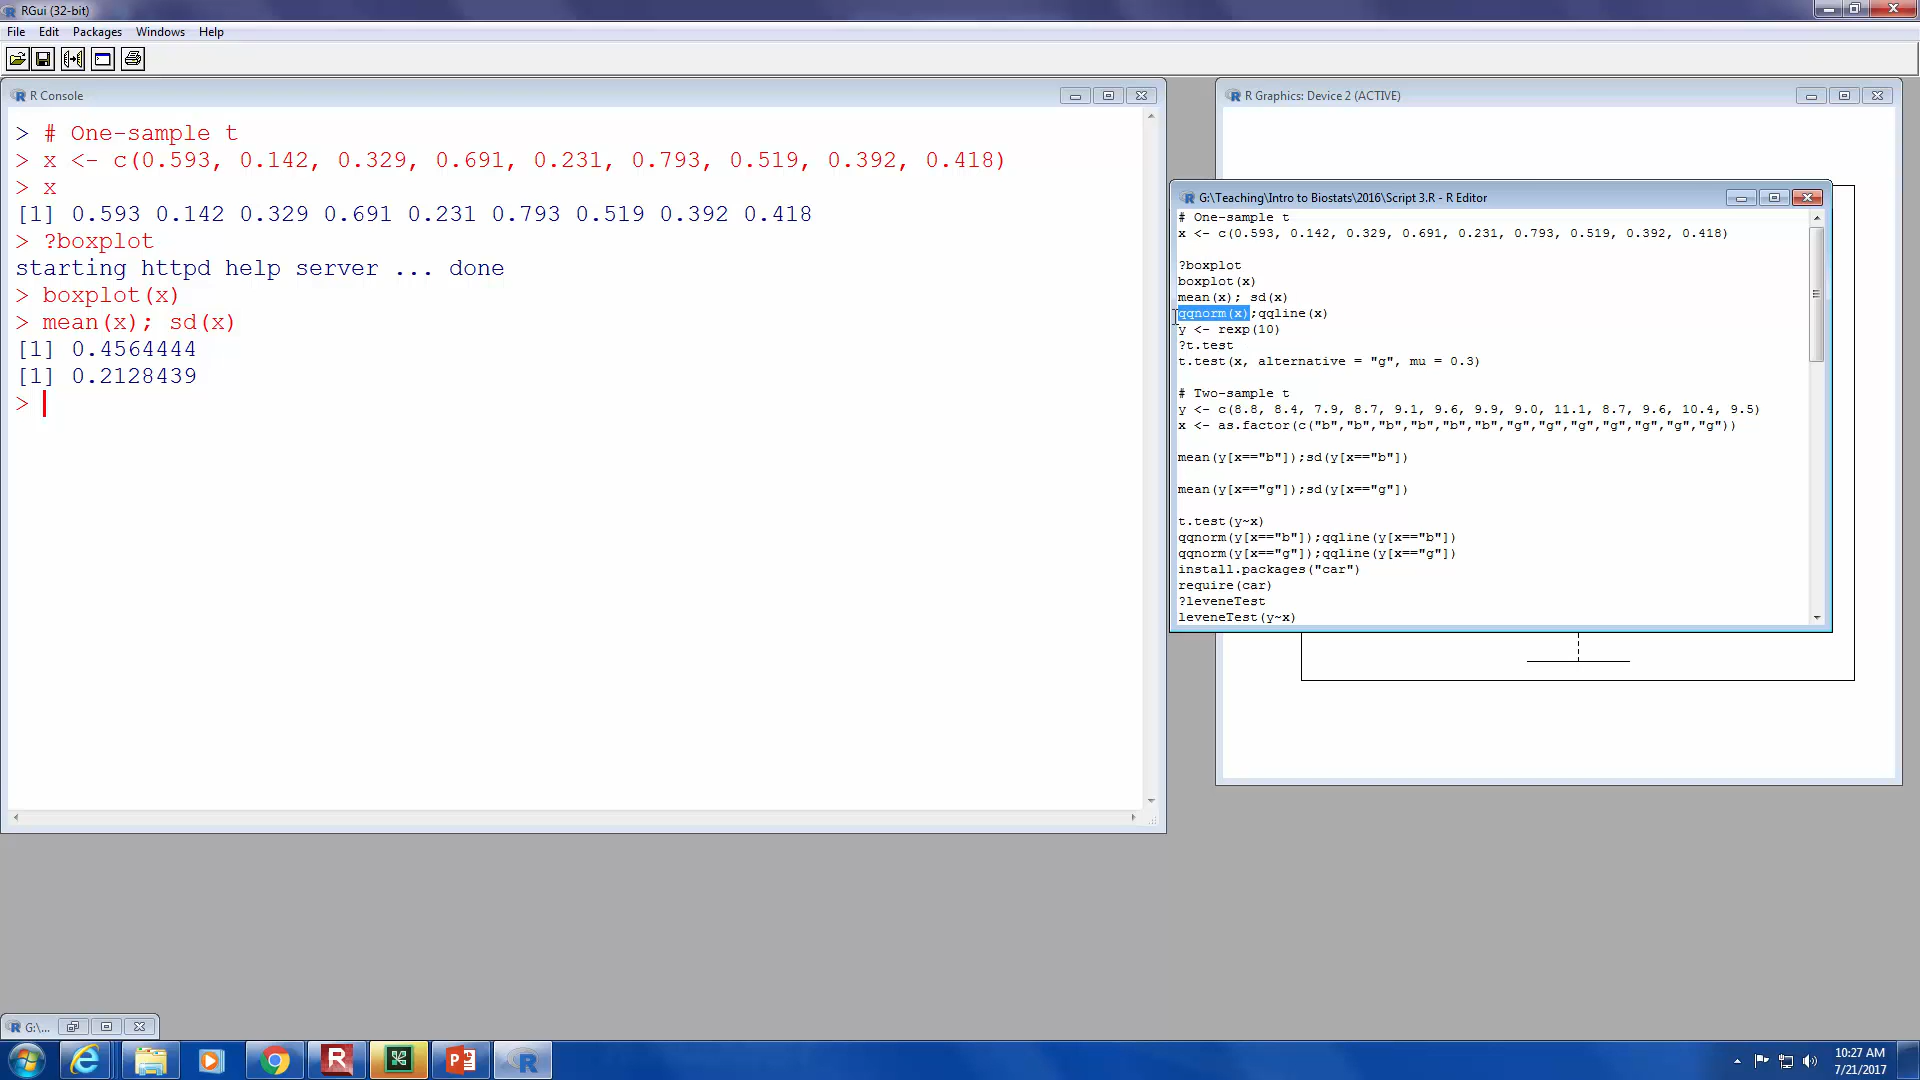 RGui (32-bit)
File Edit Packages Windows Help
R Console
> # One-sample t
> x <- c(0.593, 0.142, 0.329, 0.691, 0.231, 0.793, 0.519, 0.392, 0.418)
> x
[1] 0.593 0.142 0.329 0.691 0.231 0.793 0.519 0.392 0.418
> ?boxplot
starting httpd help server ... done
> boxplot(x)
> mean(x); sd(x)
[1] 0.4564444
[1] 0.2128439
>
R Graphics: Device 2 (ACTIVE)
G:\Teaching\Intro to Biostats\2016\Script 3.R - R Editor
# One-sample t
x <- c(0.593, 0.142, 0.329, 0.691, 0.231, 0.793, 0.519, 0.392, 0.418)
?boxplot
boxplot(x)
mean(x); sd(x)
qqnorm(x);qqline(x)
y <- rexp(10)
?t.test
t.test(x, alternative = "g", mu = 0.3)
# Two-sample t
y <- c(8.8, 8.4, 7.9, 8.7, 9.1, 9.6, 9.9, 9.0, 11.1, 8.7, 9.6, 10.4, 9.5)
x <- as.factor(c("b","b","b","b","b","b","g","g","g","g","g","g","g"))
mean(y[x=="b"]);sd(y[x=="b"])
mean(y[x=="g"]);sd(y[x=="g"])
t.test(y~x)
qqnorm(y[x=="b"]);qqline(y[x=="b"])
qqnorm(y[x=="g"]);qqline(y[x=="g"])
install.packages("car")
require(car)
?leveneTest
leveneTest(y~x)
G:\...
10:27 AM
7/21/2017